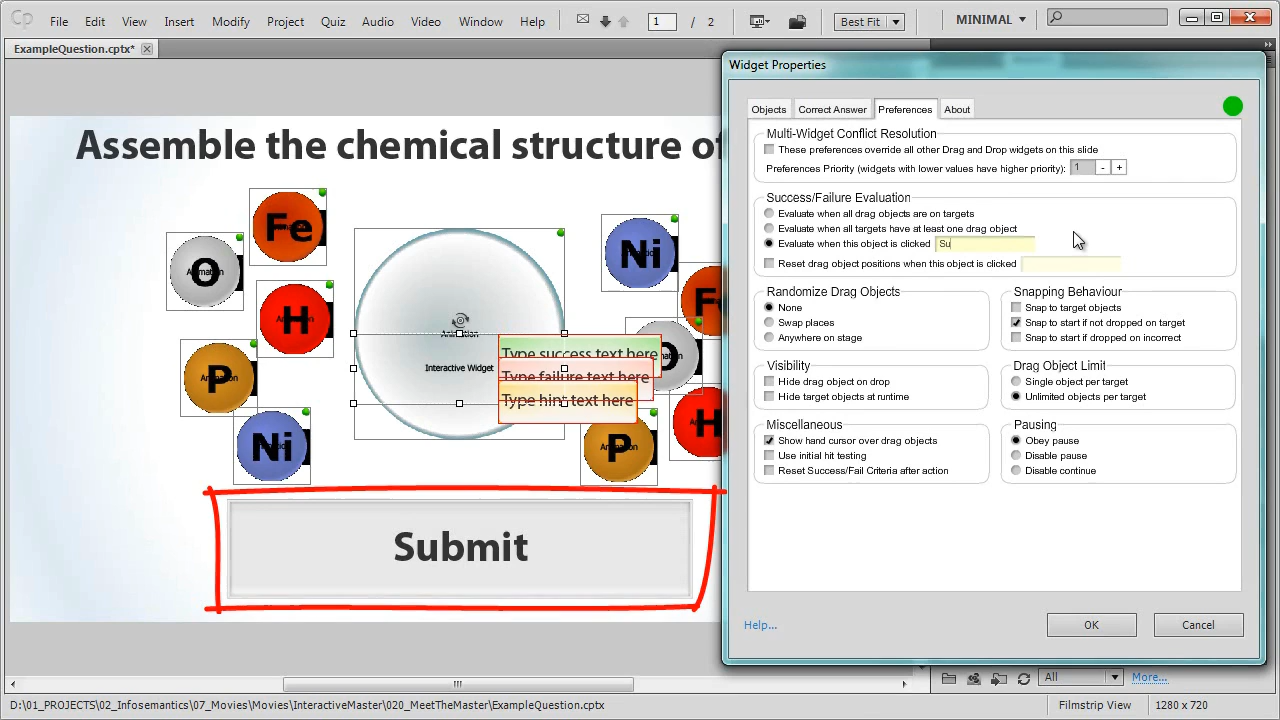 Cp File Edit View Insert Modify Project Quiz Audio Video Window Help 1 / 2 Best Fit MINIMAL
ExampleQuestion.cptx*
Widget Properties
Objects Correct Answer Preferences About
Multi-Widget Conflict Resolution
These preferences override all other Drag and Drop widgets on this slide
Preferences Priority (widgets with lower values have higher priority): 1 - +
Success/Failure Evaluation
Evaluate when all drag objects are on targets
Evaluate when all targets have at least one drag object
Evaluate when this object is clicked Su
Reset drag object positions when this object is clicked
Randomize Drag Objects
None
Swap places
Anywhere on stage
Snapping Behaviour
Snap to target objects
Snap to start if not dropped on target
Snap to start if dropped on incorrect
Visibility
Hide drag object on drop
Hide target objects at runtime
Drag Object Limit
Single object per target
Unlimited objects per target
Miscellaneous
Show hand cursor over drag objects
Use initial hit testing
Reset Success/Fail Criteria after action
Pausing
Obey pause
Disable pause
Disable continue
Help... OK Cancel
Assemble the chemical structure of
Fe
O
H
P
Ni
Ni
Fe
O
H
P
Animation
Interactive Widget
Type success text here
Type failure text here
Type hint text here
Submit
All More...
D:\01_PROJECTS\02_Infosemantics\07_Movies\Movies\InteractiveMaster\020_MeetTheMaster\ExampleQuestion.cptx Filmstrip View 1280 x 720